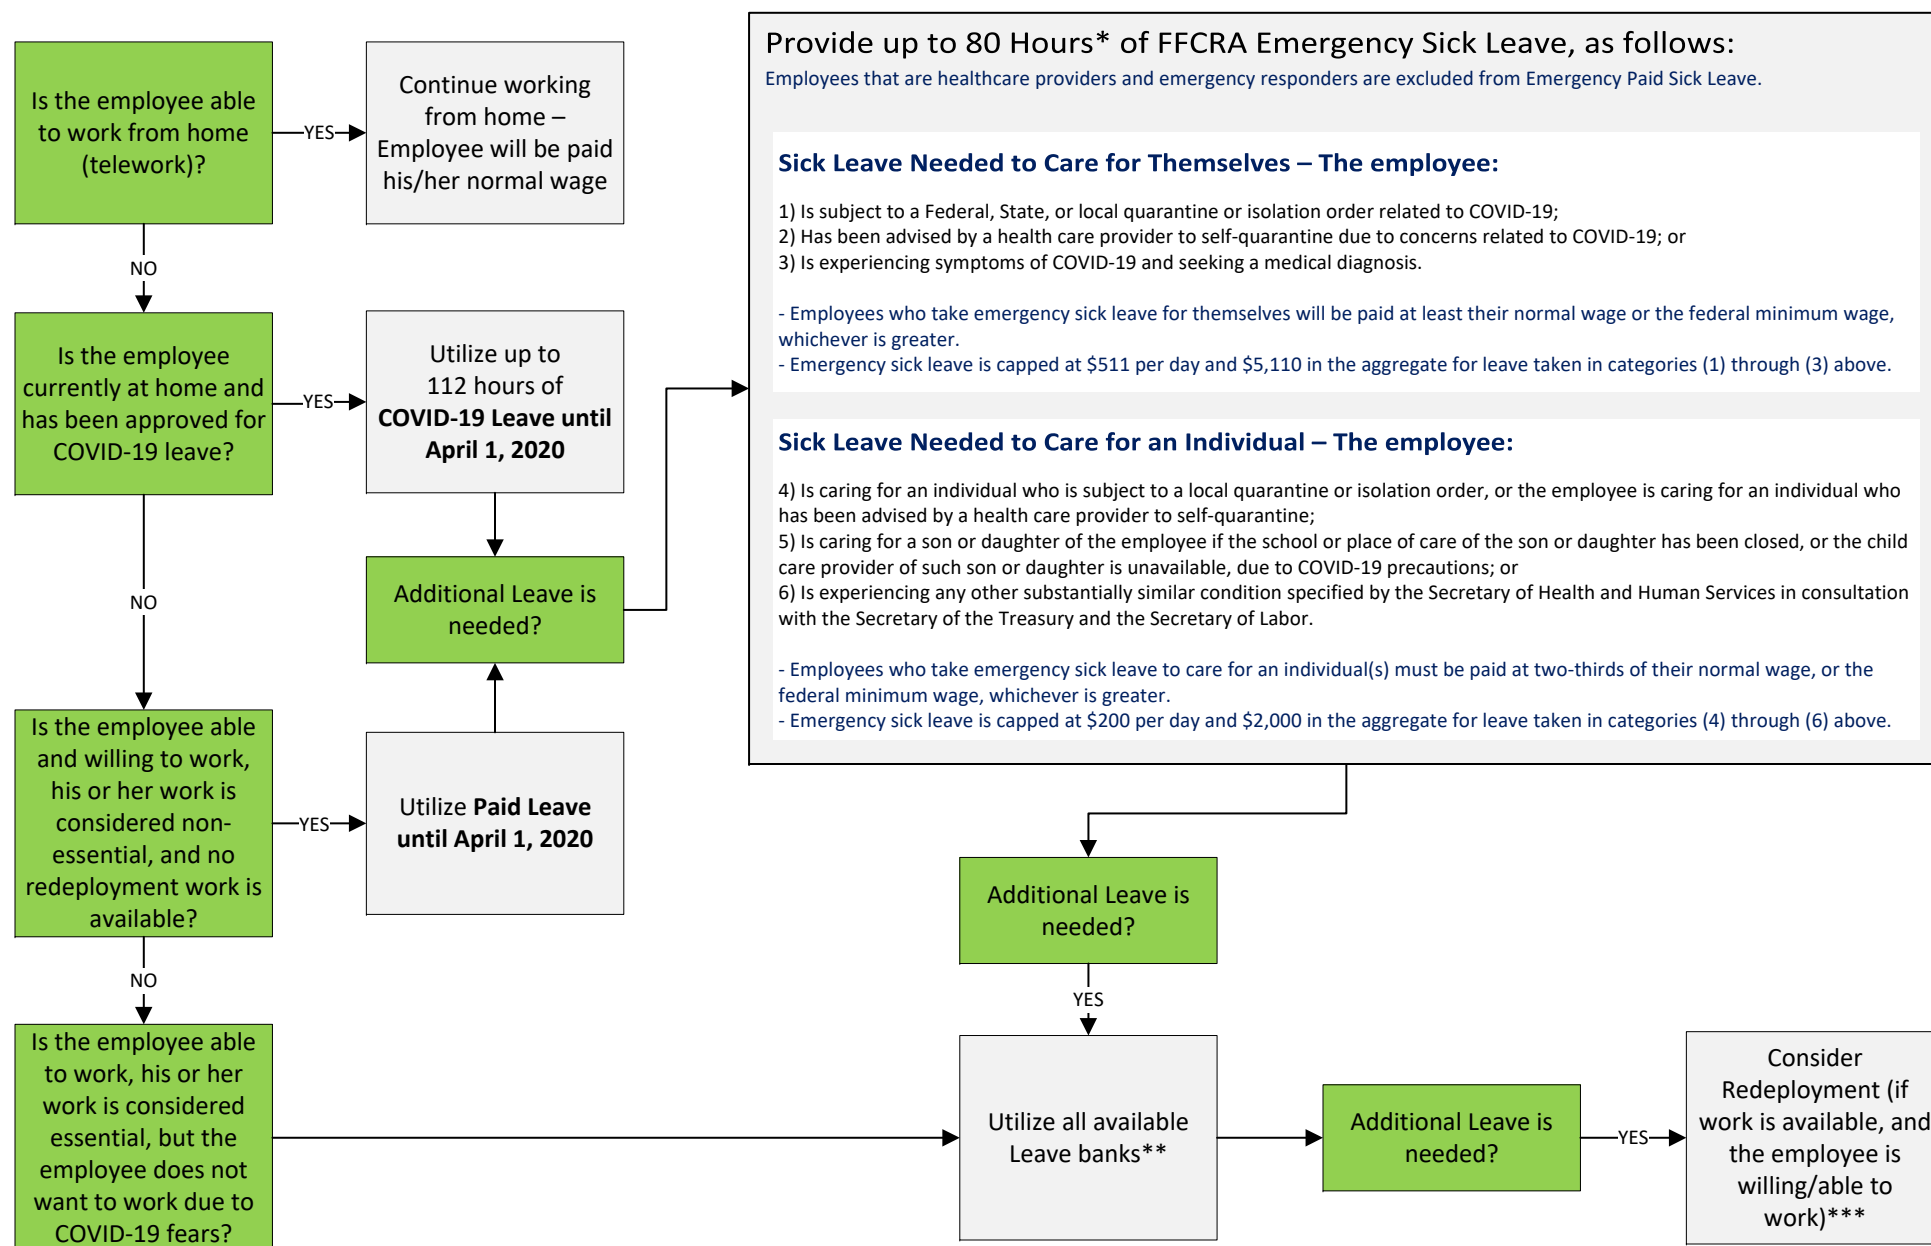 Is the employee able
to work from home
(telework)?
YES
Continue working
from home –
Employee will be paid
his/her normal wage
NO
Is the employee
currently at home and
has been approved for
COVID-19 leave?
YES
Utilize up to
112 hours of
COVID-19 Leave until
April 1, 2020
NO
Additional Leave is
needed?
Is the employee able
and willing to work,
his or her work is
considered non-
essential, and no
redeployment work is
available?
YES
Utilize Paid Leave
until April 1, 2020
NO
Is the employee able
to work, his or her
work is considered
essential, but the
employee does not
want to work due to
COVID-19 fears?
Provide up to 80 Hours* of FFCRA Emergency Sick Leave, as follows:
Employees that are healthcare providers and emergency responders are excluded from Emergency Paid Sick Leave.
Sick Leave Needed to Care for Themselves – The employee:
1) Is subject to a Federal, State, or local quarantine or isolation order related to COVID-19;
2) Has been advised by a health care provider to self-quarantine due to concerns related to COVID-19; or
3) Is experiencing symptoms of COVID-19 and seeking a medical diagnosis.
- Employees who take emergency sick leave for themselves will be paid at least their normal wage or the federal minimum wage,
whichever is greater.
- Emergency sick leave is capped at $511 per day and $5,110 in the aggregate for leave taken in categories (1) through (3) above.
Sick Leave Needed to Care for an Individual – The employee:
4) Is caring for an individual who is subject to a local quarantine or isolation order, or the employee is caring for an individual who
has been advised by a health care provider to self-quarantine;
5) Is caring for a son or daughter of the employee if the school or place of care of the son or daughter has been closed, or the child
care provider of such son or daughter is unavailable, due to COVID-19 precautions; or
6) Is experiencing any other substantially similar condition specified by the Secretary of Health and Human Services in consultation
with the Secretary of the Treasury and the Secretary of Labor.
- Employees who take emergency sick leave to care for an individual(s) must be paid at two-thirds of their normal wage, or the
federal minimum wage, whichever is greater.
- Emergency sick leave is capped at $200 per day and $2,000 in the aggregate for leave taken in categories (4) through (6) above.
Additional Leave is
needed?
YES
Utilize all available
Leave banks**
Additional Leave is
needed?
YES
Consider
Redeployment (if
work is available, and
the employee is
willing/able to
work)***